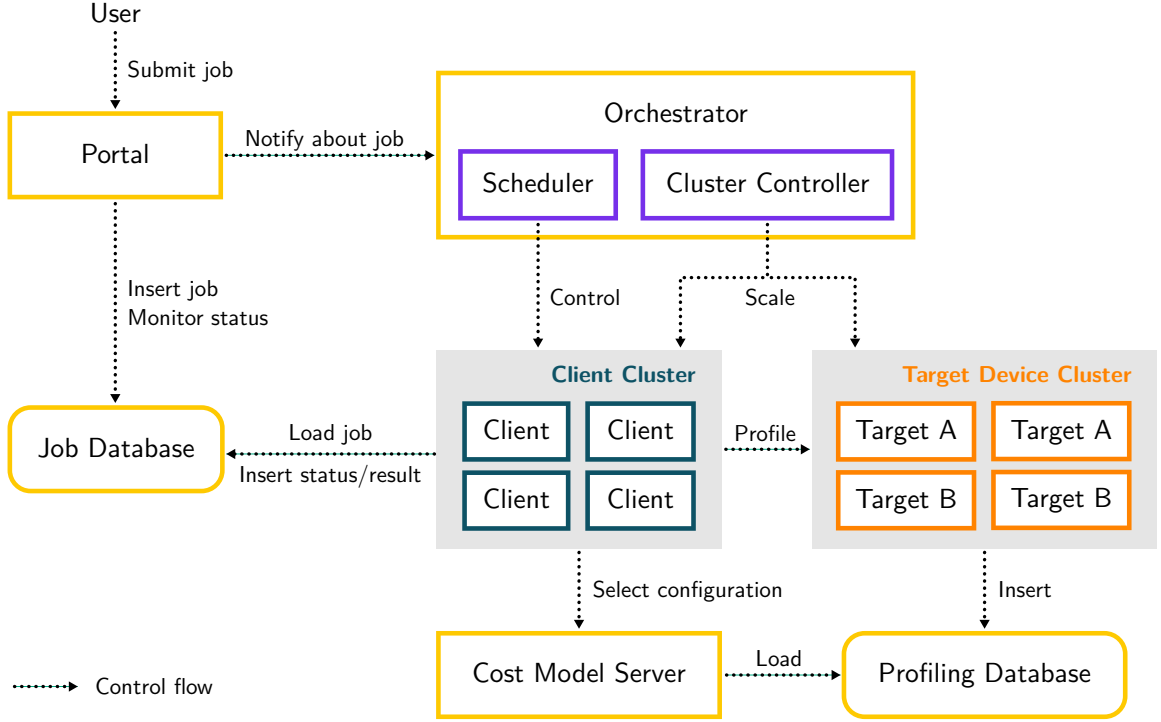 User
Submit job
Portal
Notify about job
Orchestrator
Scheduler
Cluster Controller
Insert job
Monitor status
Control
Scale
Client Cluster
Client
Client
Client
Client
Target Device Cluster
Target A
Target A
Target B
Target B
Job Database
Load job
Insert status/result
Profile
Select configuration
Insert
Cost Model Server
Load
Profiling Database
Control flow